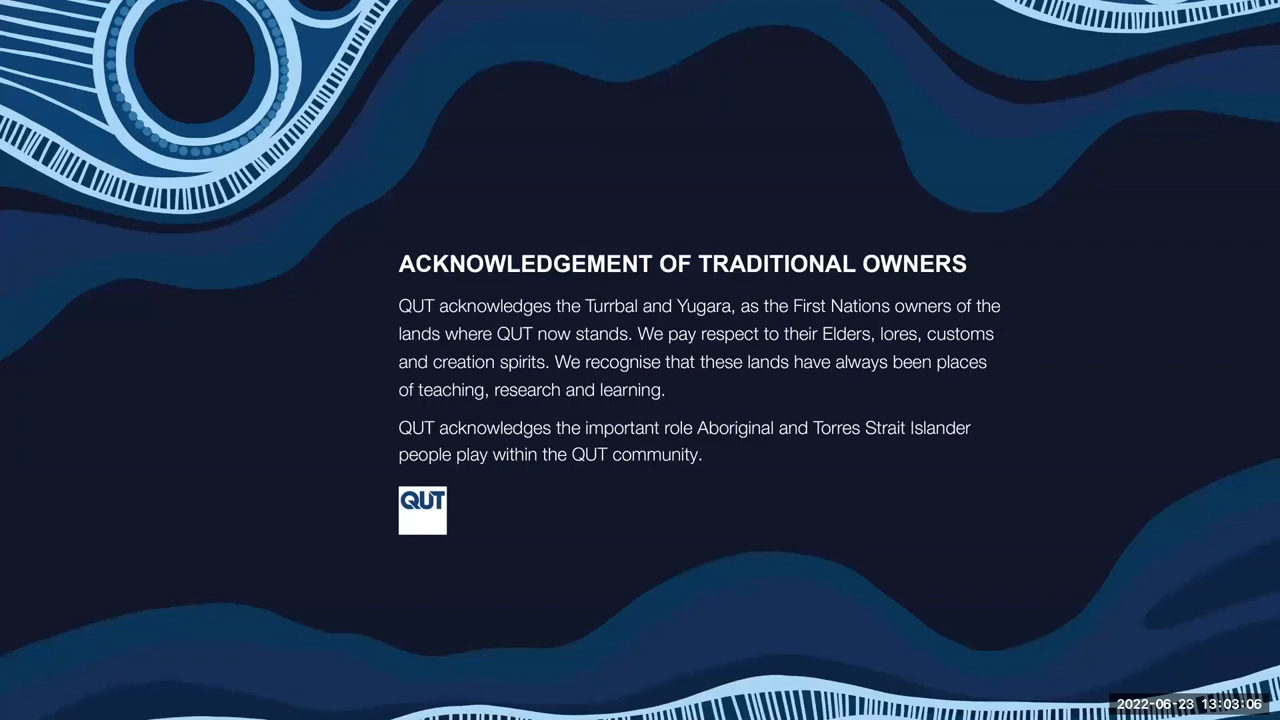 ACKNOWLEDGEMENT OF TRADITIONAL OWNERS
QUT acknowledges the Turrbal and Yugara, as the First Nations owners of the
lands where QUT now stands. We pay respect to their Elders, lores, customs
and creation spirits. We recognise that these lands have always been places
of teaching, research and learning.
QUT acknowledges the important role Aboriginal and Torres Strait Islander
people play within the QUT community.
QUT
2022-06-23 13:03:06